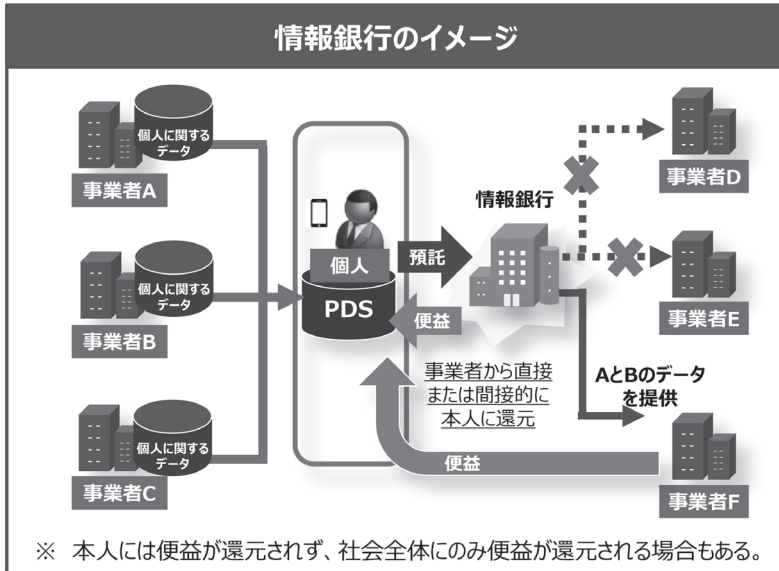 情報銀行のイメージ
個人に関する
データ
事業者A
個人に関する
データ
事業者B
個人に関する
データ
事業者C
個人
PDS
預託
便益
情報銀行
事業者から直接
または間接的に
本人に還元
事業者D
事業者E
AとBのデータ
を提供
事業者F
便益
※ 本人には便益が還元されず、社会全体にのみ便益が還元される場合もある。